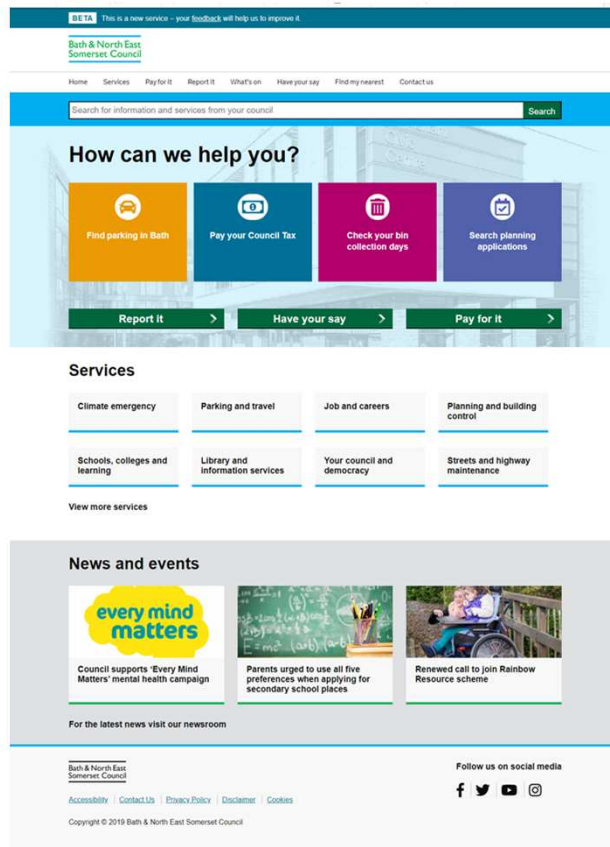 BETA This is a new service – your feedback will help us to improve it.
Bath & North East
Somerset Council
Home Services Pay for It Report It What's on Have your say Find my nearest Contact us
Search for information and services from your council Search
How can we help you?
Find parking in Bath
Pay your Council Tax
Check your bin
collection days
Search planning
applications
Report it
Have your say
Pay for it
Services
Climate emergency
Parking and travel
Job and careers
Planning and building
control
Schools, colleges and
learning
Library and
information services
Your council and
democracy
Streets and highway
maintenance
View more services
News and events
every mind
matters
Council supports ‘Every Mind
Matters’ mental health campaign
Parents urged to use all five
preferences when applying for
secondary school places
Renewed call to join Rainbow
Resource scheme
For the latest news visit our newsroom
Bath & North East
Somerset Council
Follow us on social media
Accessibility Contact Us Privacy Policy Disclaimer Cookies
Copyright © 2019 Bath & North East Somerset Council